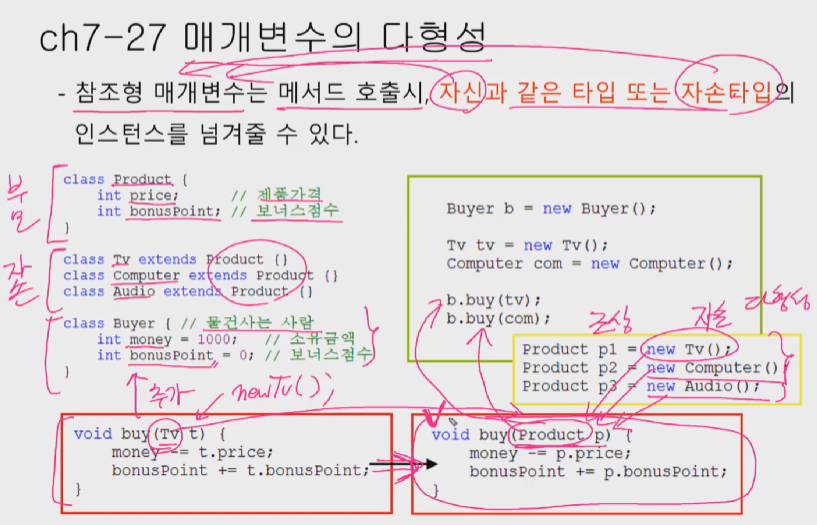 ch7-27 매개변수의 다형성
- 참조형 매개변수는 메서드 호출시, 자신과 같은 타입 또는 자손타입의
인스턴스를 넘겨줄 수 있다.
부모
class Product {
int price; // 제품가격
int bonusPoint; // 보너스점수
}
자손
class Tv extends Product {}
class Computer extends Product {}
class Audio extends Product {}
class Buyer { // 물건사는 사람
int money = 1000; // 소유금액
int bonusPoint = 0; // 보너스점수
}
추가
new Tv();
void buy(Tv t) {
money -= t.price;
bonusPoint += t.bonusPoint;
}
Buyer b = new Buyer();
Tv tv = new Tv();
Computer com = new Computer();
b.buy(tv);
b.buy(com);
조상 자손 다형성
Product p1 = new Tv();
Product p2 = new Computer()
Product p3 = new Audio();
void buy(Product p) {
money -= p.price;
bonusPoint += p.bonusPoint;
}